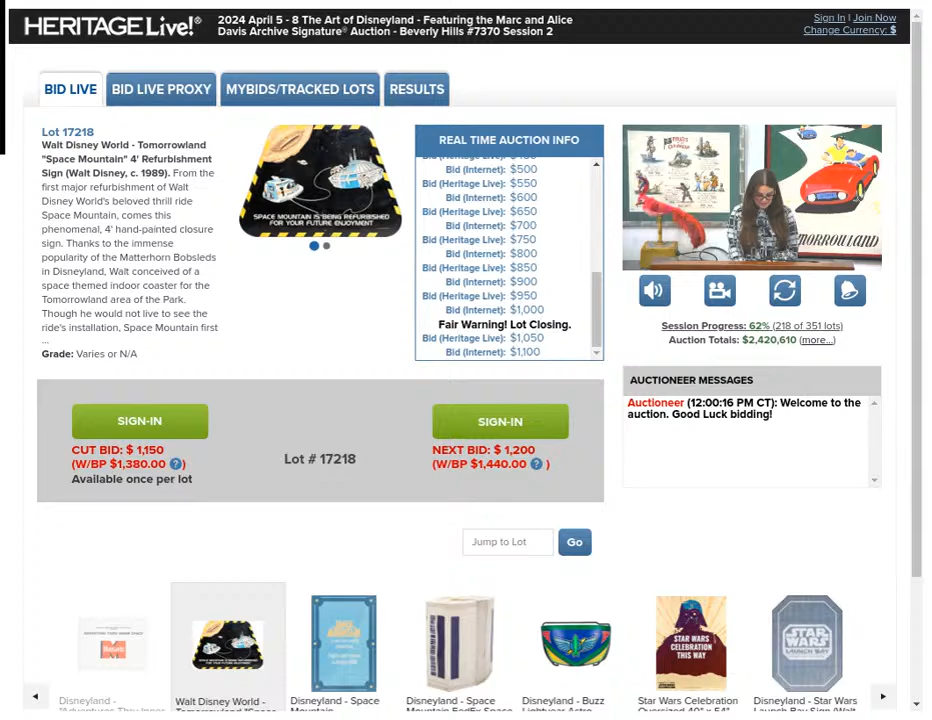 HERITAGE Live!®
2024 April 5 - 8 The Art of Disneyland - Featuring the Marc and Alice
Davis Archive Signature® Auction - Beverly Hills #7370 Session 2
Sign In | Join Now
Change Currency: $
BID LIVE
BID LIVE PROXY
MYBIDS/TRACKED LOTS
RESULTS
Lot 17218
Walt Disney World - Tomorrowland
"Space Mountain" 4' Refurbishment
Sign (Walt Disney, c. 1989). From the
first major refurbishment of Walt
Disney World's beloved thrill ride
Space Mountain, comes this
phenomenal, 4' hand-painted closure
sign. Thanks to the immense
popularity of the Matterhorn Bobsleds
in Disneyland, Walt conceived of a
space themed indoor coaster for the
Tomorrowland area of the Park.
Though he would not live to see the
ride's installation, Space Mountain first
...
Grade: Varies or N/A
SPACE MOUNTAIN IS BEING REFURBISHED
FOR YOUR FUTURE ENJOYMENT
REAL TIME AUCTION INFO
Bid (Internet): $500
Bid (Heritage Live): $550
Bid (Internet): $600
Bid (Heritage Live): $650
Bid (Internet): $700
Bid (Heritage Live): $750
Bid (Internet): $800
Bid (Heritage Live): $850
Bid (Internet): $900
Bid (Heritage Live): $950
Bid (Internet): $1,000
Fair Warning! Lot Closing.
Bid (Heritage Live): $1,050
Bid (Internet): $1,100
Session Progress: 62% (218 of 351 lots)
Auction Totals: $2,420,610 (more...)
AUCTIONEER MESSAGES
Auctioneer (12:00:16 PM CT): Welcome to the
auction. Good Luck bidding!
SIGN-IN
CUT BID: $ 1,150
(W/BP $1,380.00 ?)
Available once per lot
Lot # 17218
SIGN-IN
NEXT BID: $ 1,200
(W/BP $1,440.00 ? )
Jump to Lot
Go
STAR WARS
CELEBRATION
THIS WAY
STAR WARS
LAUNCH BAY
Disneyland -
"Adventure Thru Inner
Walt Disney World -
Tomorrowland "Space
Disneyland - Space
Mountain
Disneyland - Space
Mountain FedEx Space
Disneyland - Buzz
Lightyear Astro
Star Wars Celebration
Oversized 40" x 54"
Disneyland - Star Wars
Launch Bay Sign (Walt